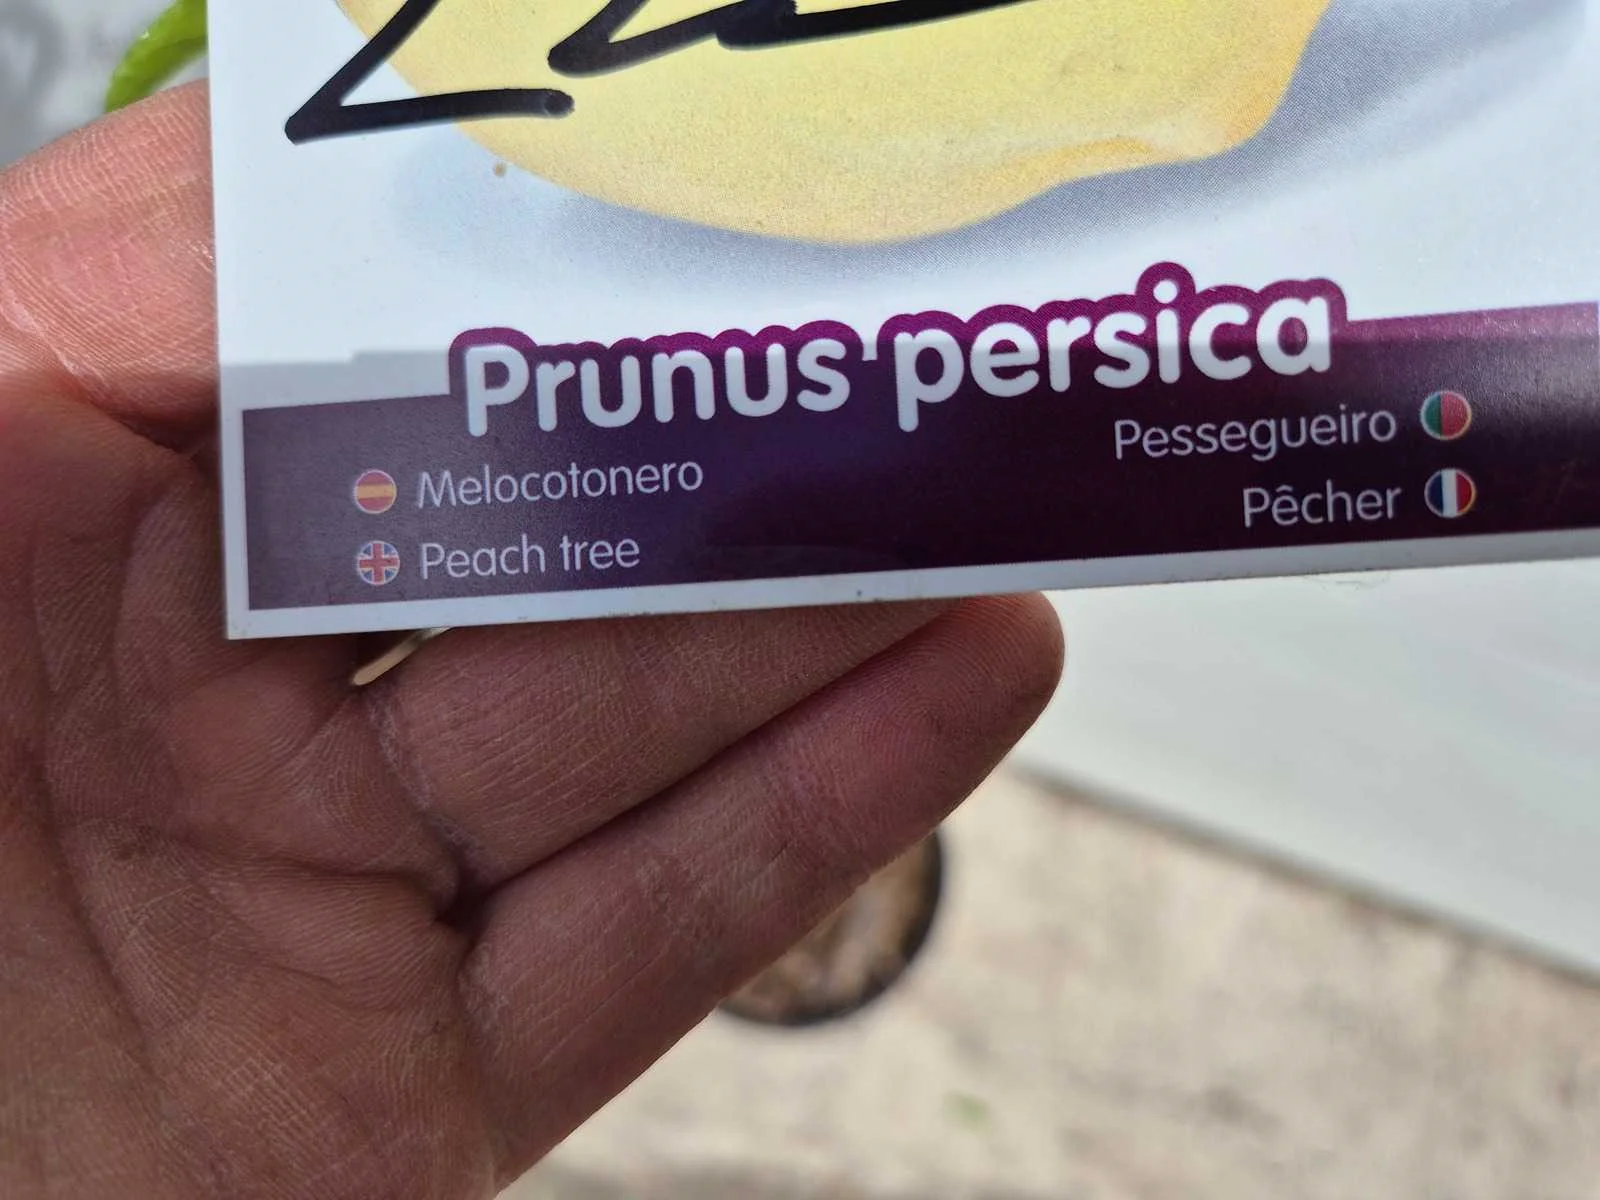 Prunus persica
Melocotonero
Peach tree
Pessegueiro
Pêcher